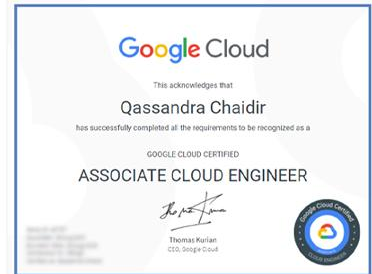 Google Cloud
This acknowledges that
Qassandra Chaidir
has successfully completed all the requirements to be recognized as a
GOOGLE CLOUD CERTIFIED
ASSOCIATE CLOUD ENGINEER
Thomas Kurian
CEO, Google Cloud
Google Cloud Certified
CLOUD ENGINEER